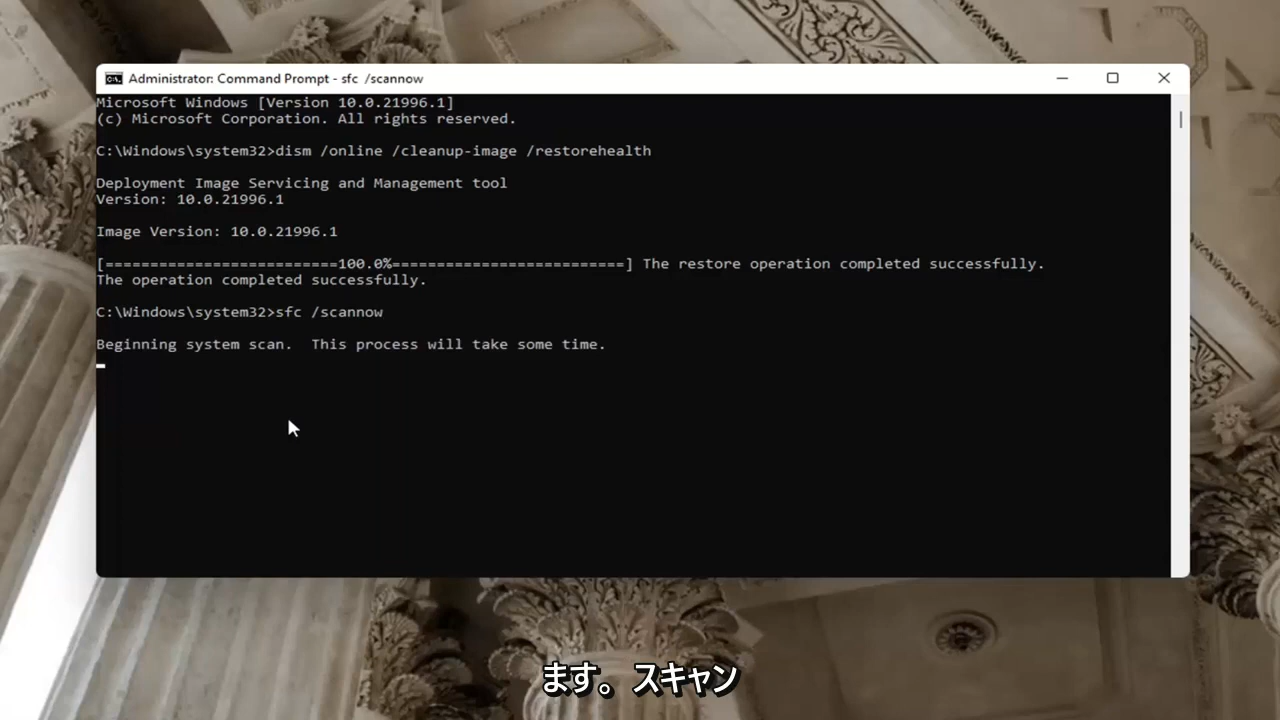 Administrator: Command Prompt - sfc  /scannow
Microsoft Windows [Version 10.0.21996.1]
(c) Microsoft Corporation. All rights reserved.
C:\Windows\system32>dism /online /cleanup-image /restorehealth
Deployment Image Servicing and Management tool
Version: 10.0.21996.1
Image Version: 10.0.21996.1
[==========================100.0%==========================] The restore operation completed successfully.
The operation completed successfully.
C:\Windows\system32>sfc /scannow
Beginning system scan.  This process will take some time.
ます。スキャン